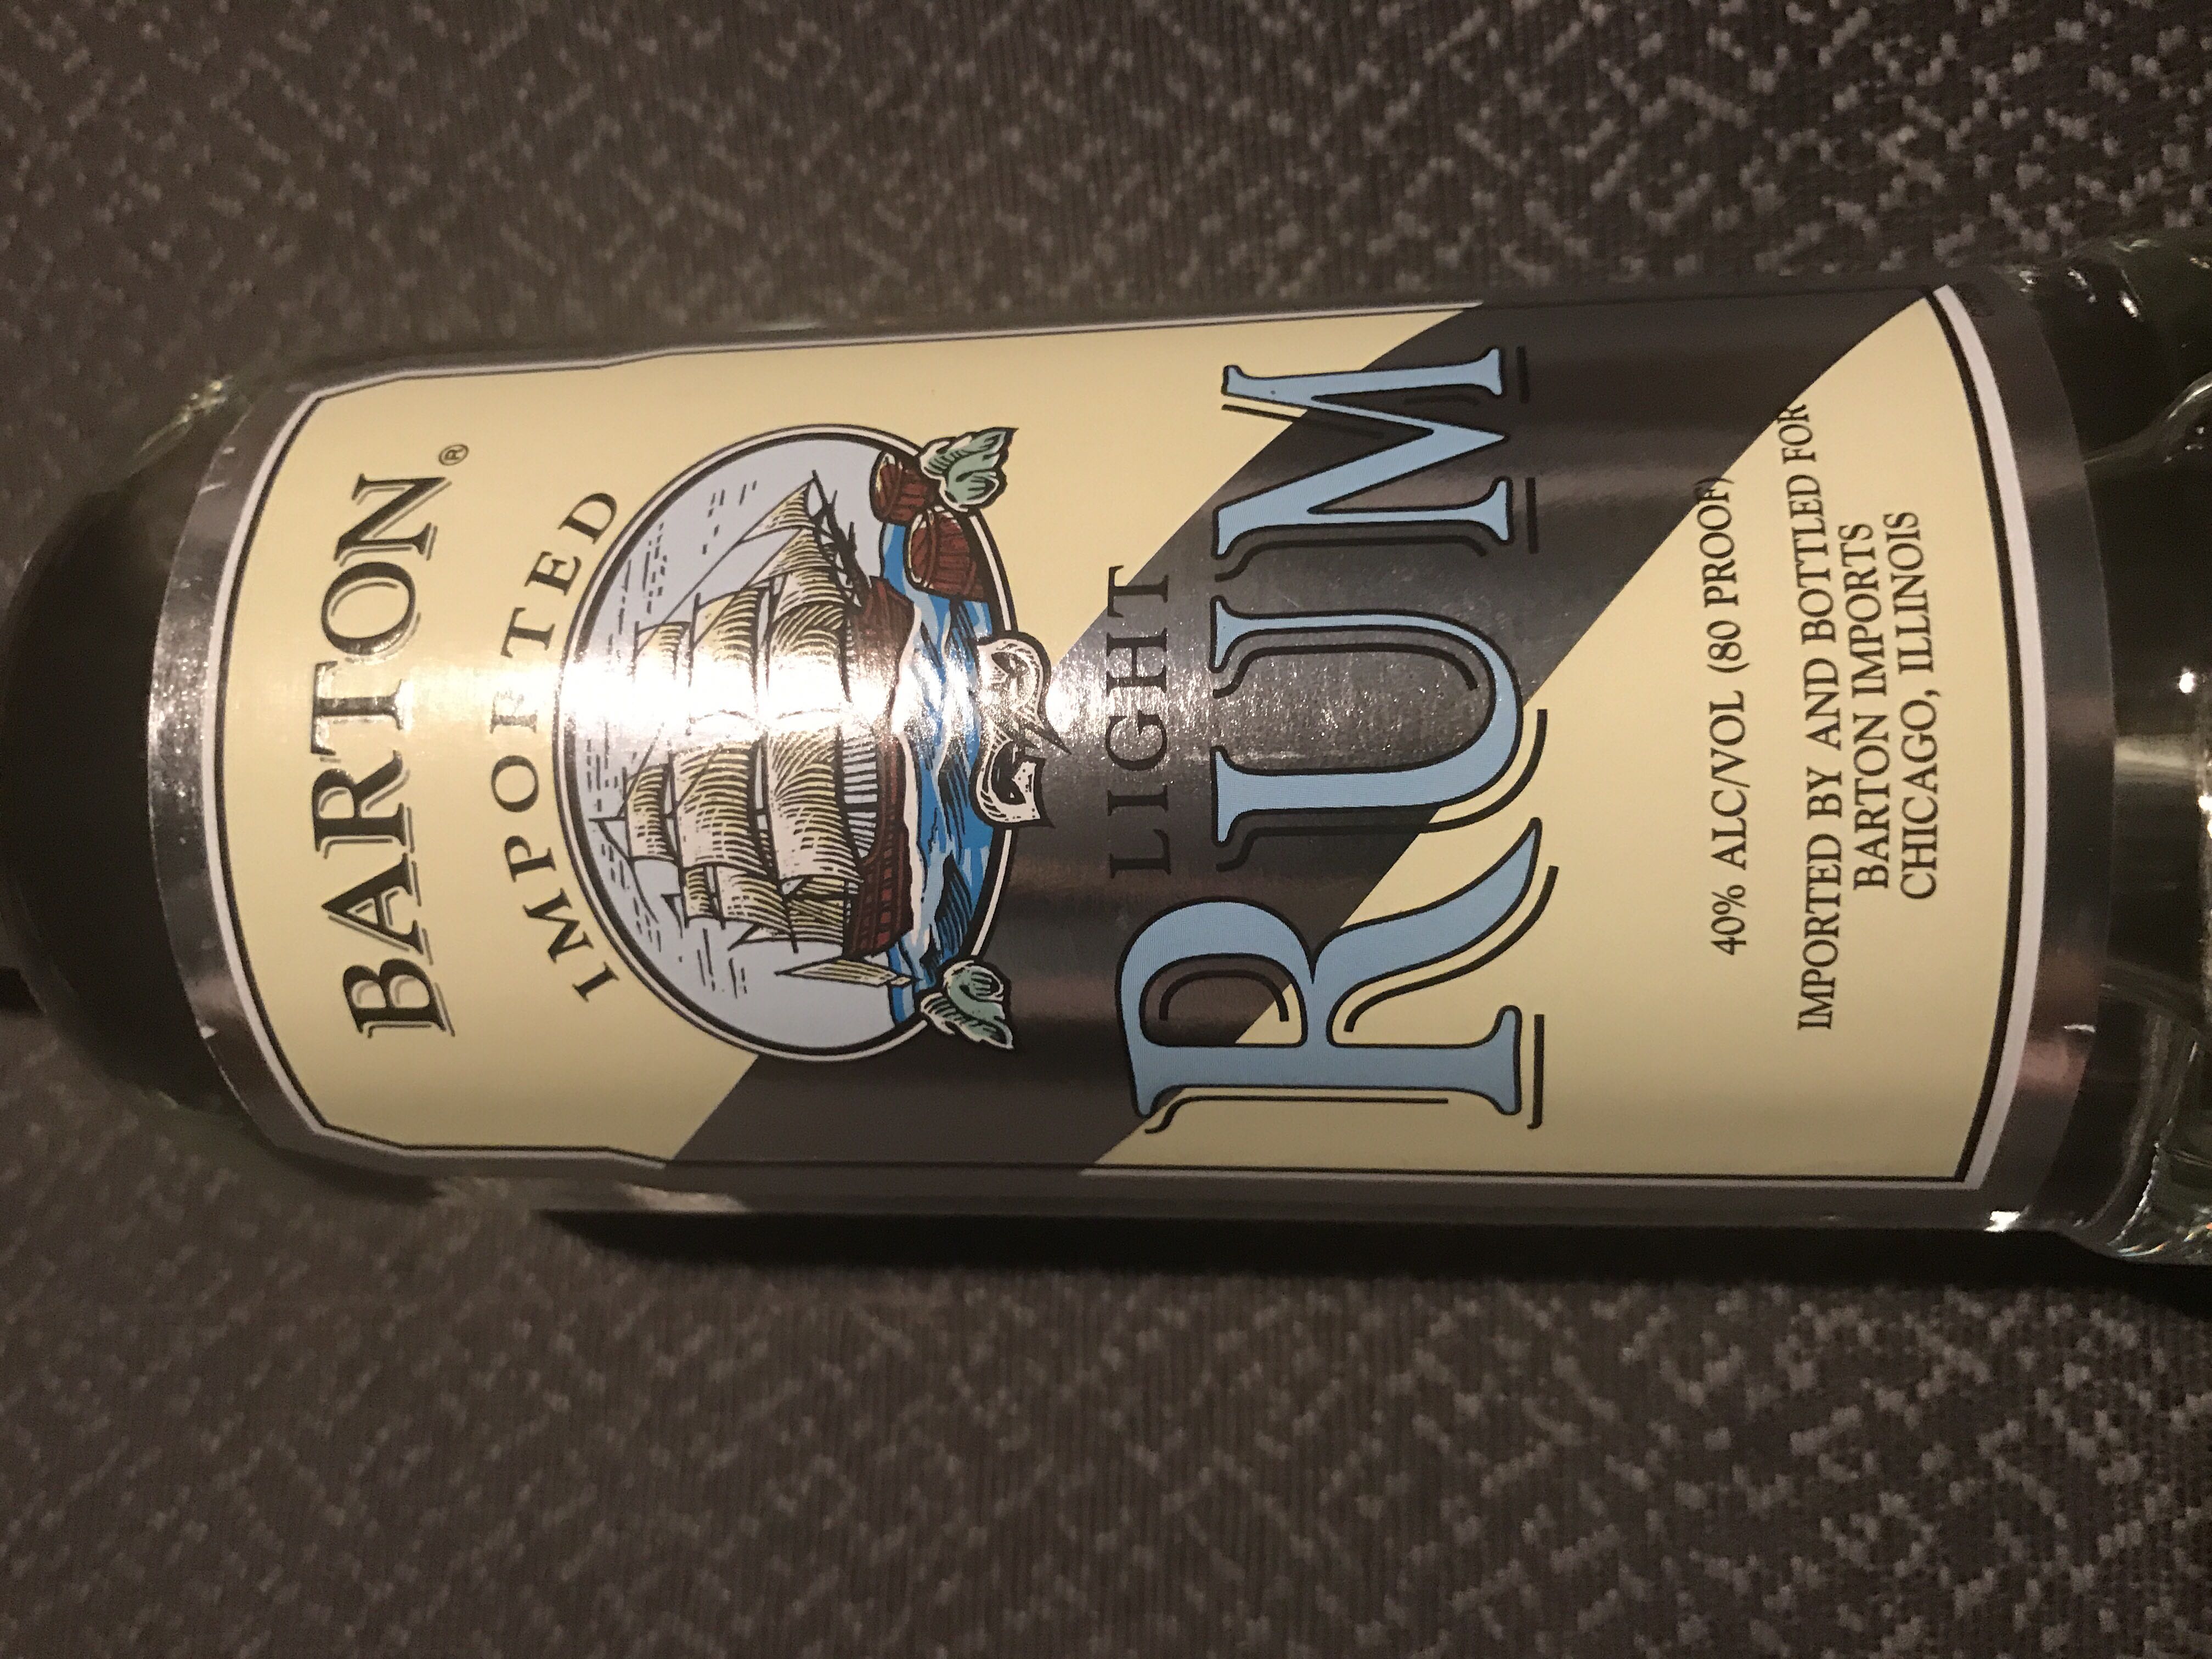 BARTON®
IMPORTED
LIGHT
RUM
40% ALC/VOL (80 PROOF)
IMPORTED BY AND BOTTLED FOR
BARTON IMPORTS
CHICAGO, ILLINOIS